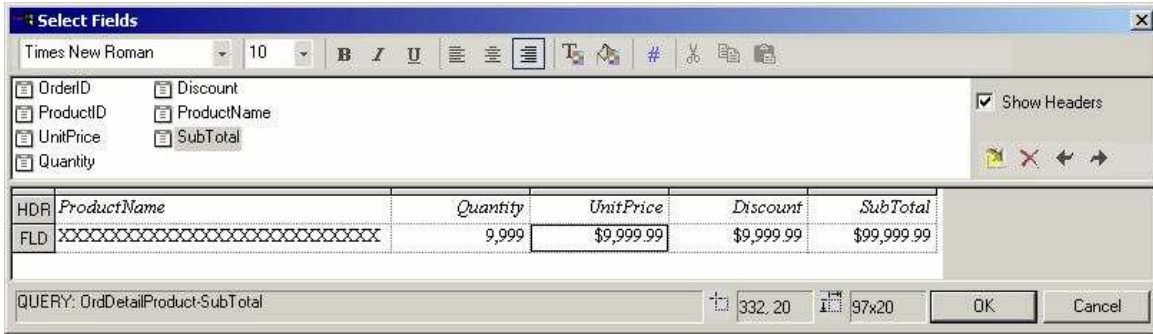 Select Fields
Times New Roman 10 B I U #
OrderID Discount
ProductID ProductName
UnitPrice SubTotal
Quantity
Show Headers
HDR ProductName Quantity UnitPrice Discount SubTotal
FLD XXXXXXXXXXXXXXXXXXXXXXXXXXXX 9,999 $9,999.99 $9,999.99 $99,999.99
QUERY: OrdDetailProduct-SubTotal 332, 20 97x20 OK Cancel